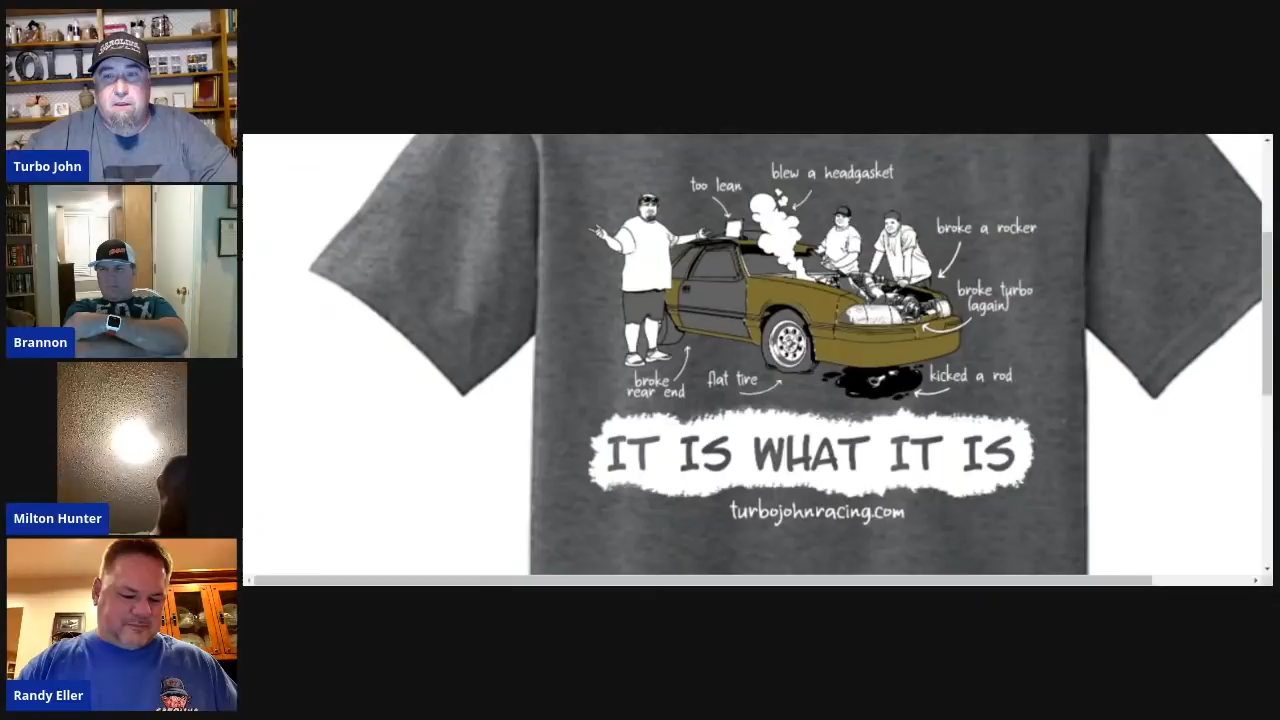 CAROLINA
Turbo John
Brannon
Milton Hunter
Randy Eller
too lean
blew a headgasket
broke a rocker
broke turbo
(again)
broke
rear end
flat tire
kicked a rod
IT IS WHAT IT IS
turbojohnracing.com